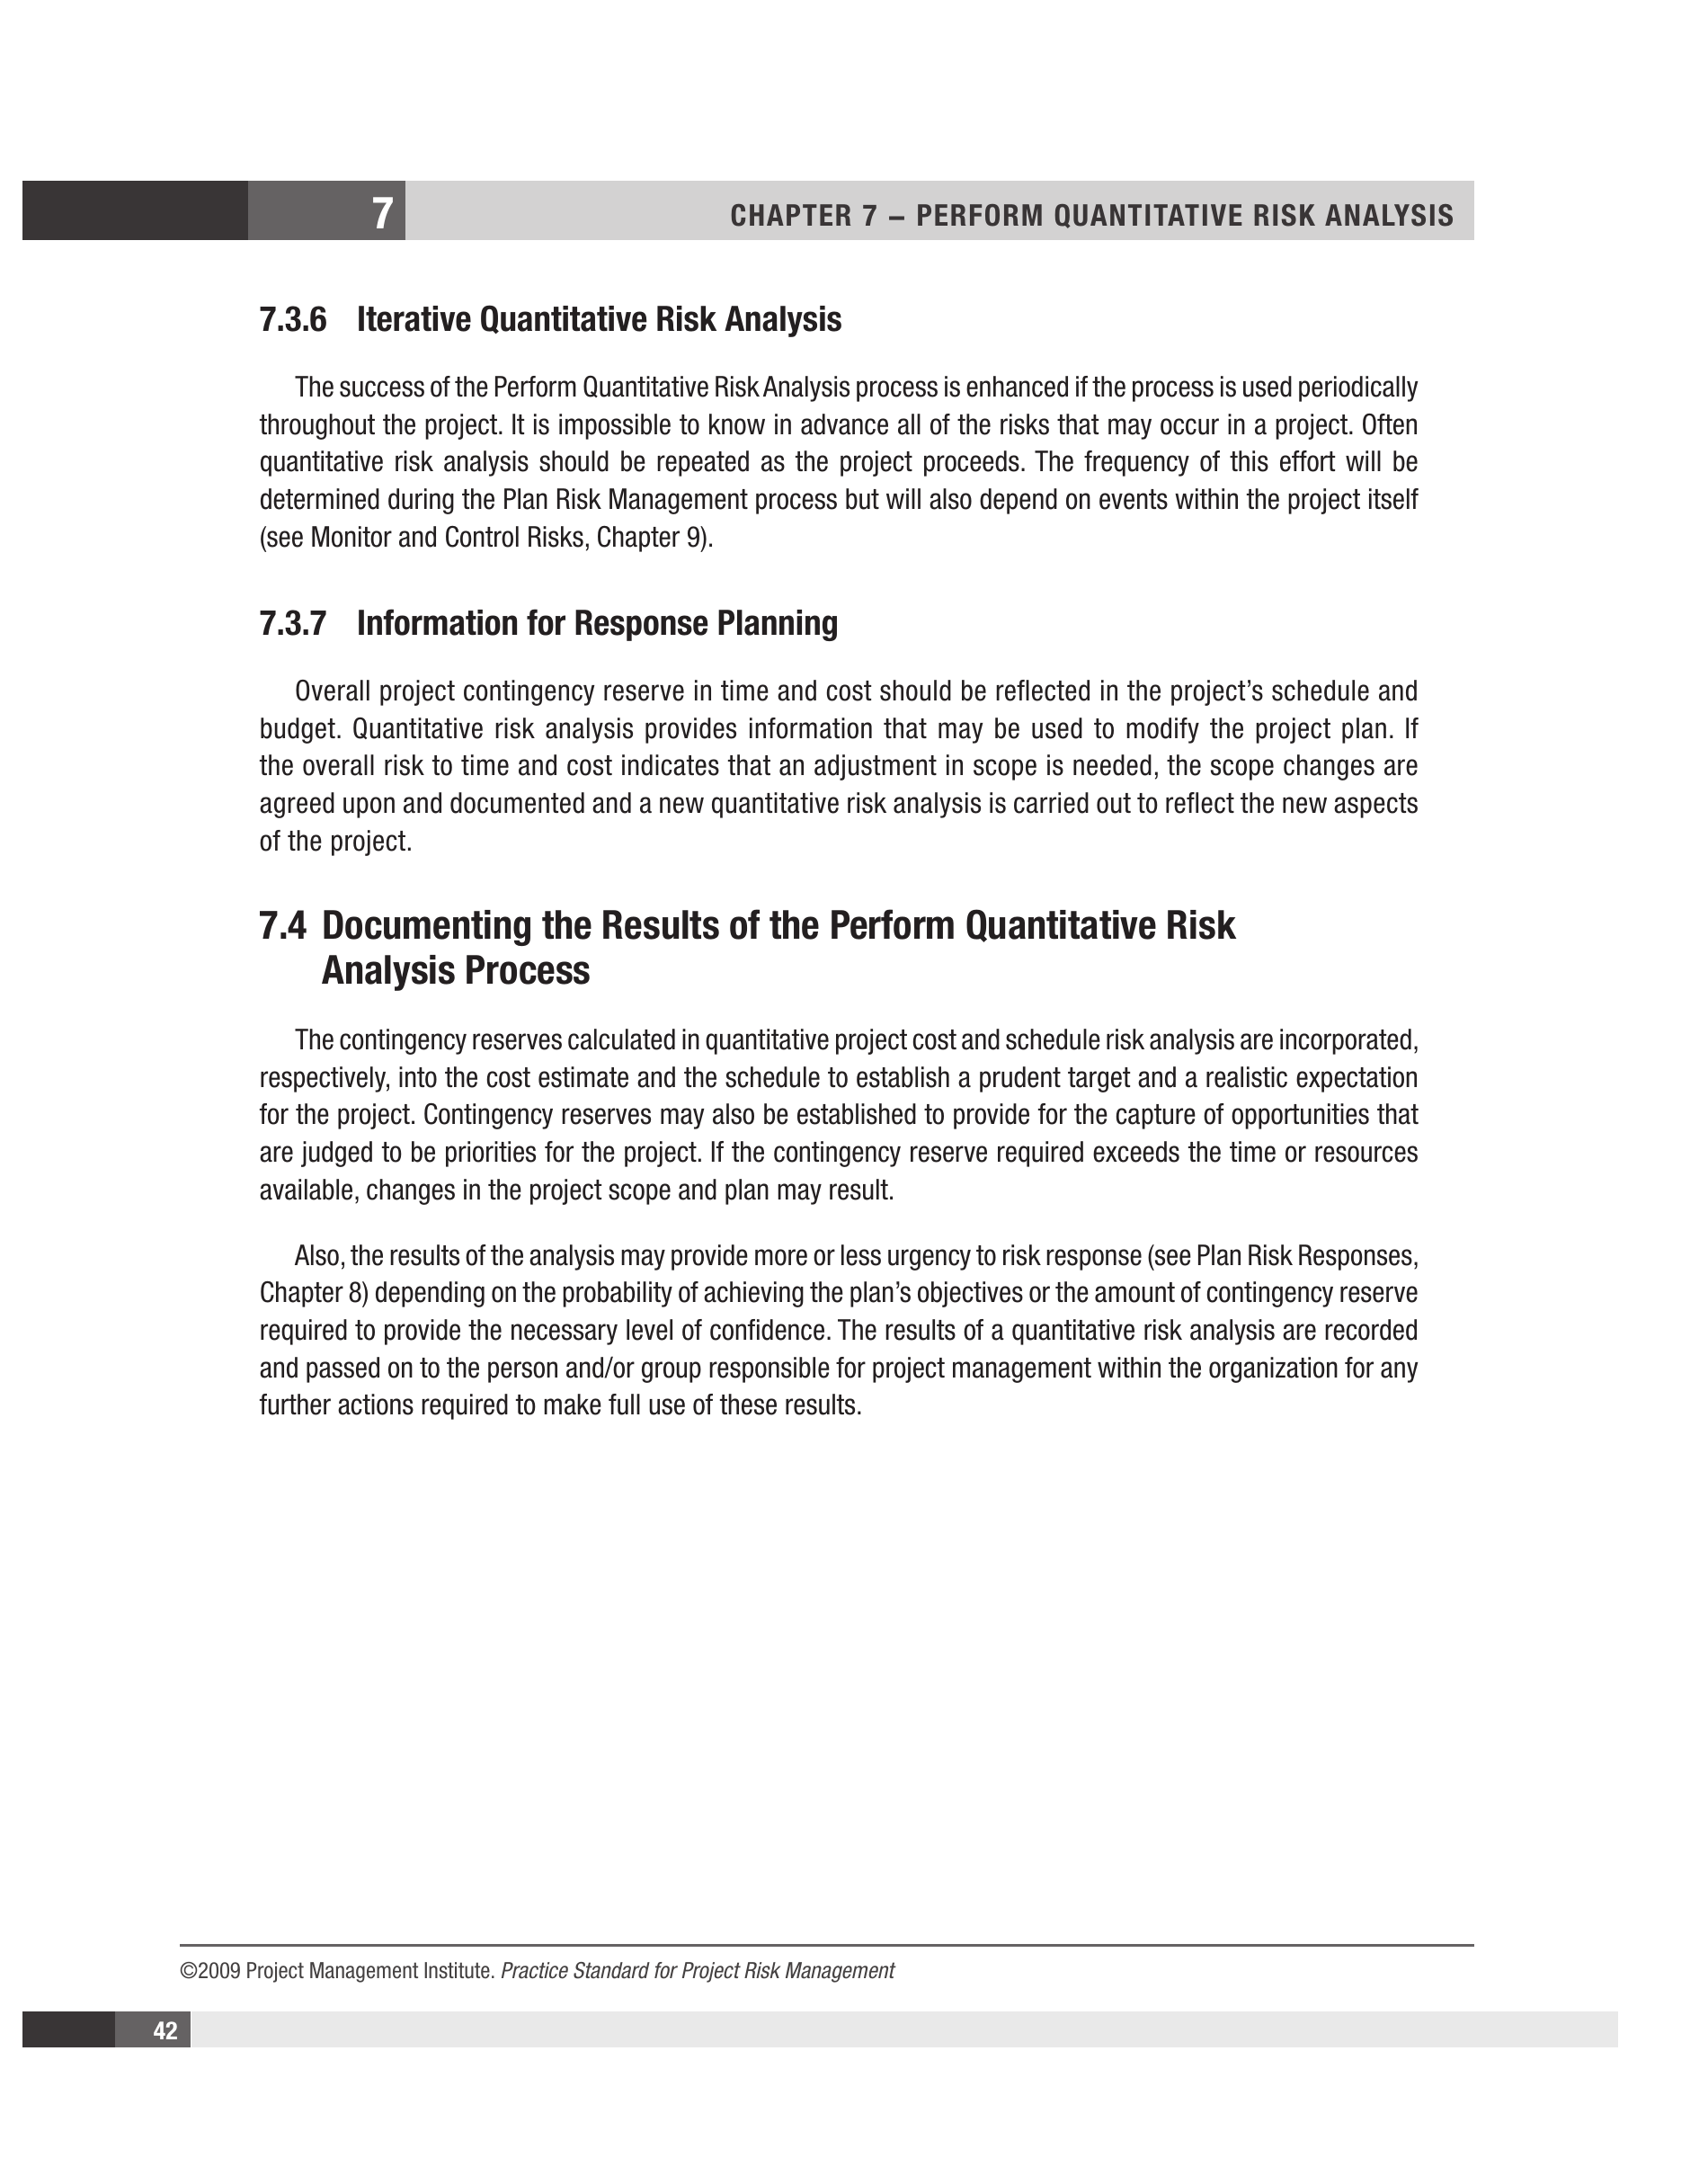 7
CHAPTER 7 – PERFORM QUANTITATIVE RISK ANALYSIS
7.3.6 Iterative Quantitative Risk Analysis
The success of the Perform Quantitative Risk Analysis process is enhanced if the process is used periodically
throughout the project. It is impossible to know in advance all of the risks that may occur in a project. Often
quantitative risk analysis should be repeated as the project proceeds. The frequency of this effort will be
determined during the Plan Risk Management process but will also depend on events within the project itself
(see Monitor and Control Risks, Chapter 9).
7.3.7 Information for Response Planning
Overall project contingency reserve in time and cost should be reflected in the project’s schedule and
budget. Quantitative risk analysis provides information that may be used to modify the project plan. If
the overall risk to time and cost indicates that an adjustment in scope is needed, the scope changes are
agreed upon and documented and a new quantitative risk analysis is carried out to reflect the new aspects
of the project.
7.4 Documenting the Results of the Perform Quantitative Risk
Analysis Process
The contingency reserves calculated in quantitative project cost and schedule risk analysis are incorporated,
respectively, into the cost estimate and the schedule to establish a prudent target and a realistic expectation
for the project. Contingency reserves may also be established to provide for the capture of opportunities that
are judged to be priorities for the project. If the contingency reserve required exceeds the time or resources
available, changes in the project scope and plan may result.
Also, the results of the analysis may provide more or less urgency to risk response (see Plan Risk Responses,
Chapter 8) depending on the probability of achieving the plan’s objectives or the amount of contingency reserve
required to provide the necessary level of confidence. The results of a quantitative risk analysis are recorded
and passed on to the person and/or group responsible for project management within the organization for any
further actions required to make full use of these results.
©2009 Project Management Institute. Practice Standard for Project Risk Management
42